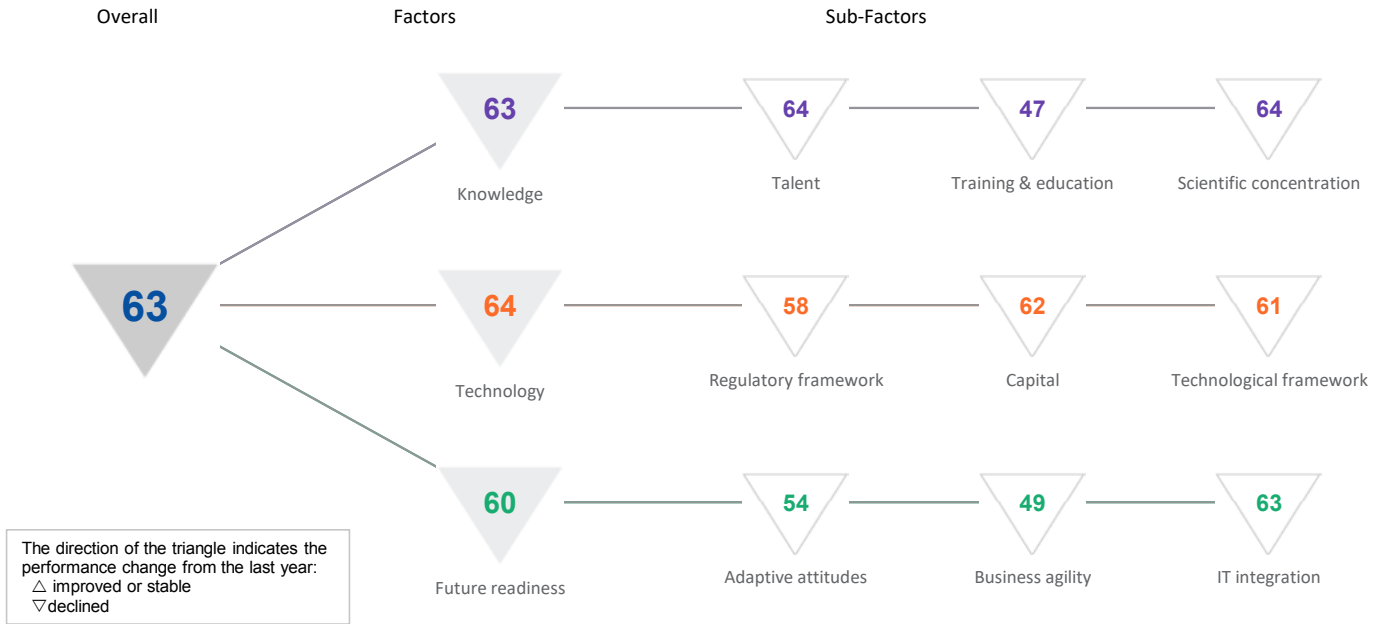 Overall
Factors
Sub-Factors
63
64
47
64
Knowledge
Talent
Training & education
Scientific concentration
63
64
58
62
61
Technology
Regulatory framework
Capital
Technological framework
60
54
49
63
Future readiness
Adaptive attitudes
Business agility
IT integration
The direction of the triangle indicates the
performance change from the last year:
△ improved or stable
▽declined